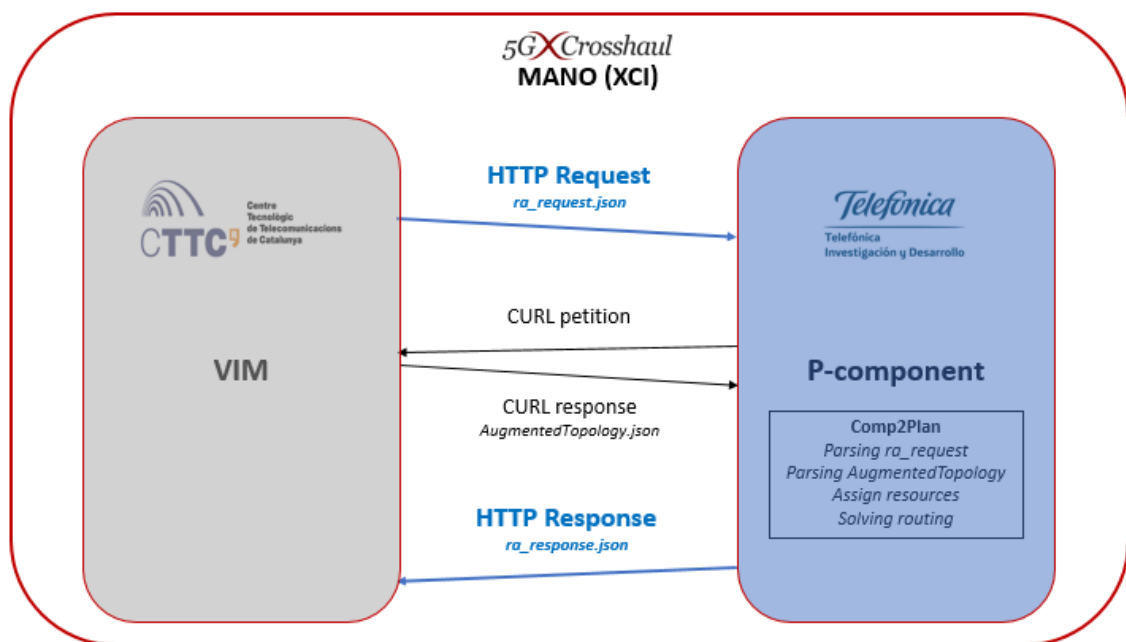 5GXCrosshaul
MANO (XCI)
CTTC9
Centre
Tecnològic
de Telecomunicacions
de Catalunya
VIM
HTTP Request
ra_request.json
CURL petition
CURL response
AugmentedTopology.json
HTTP Response
ra_response.json
Telefónica
Telefónica
Investigación y Desarrollo
P-component
Comp2Plan
Parsing ra_request
Parsing AugmentedTopology
Assign resources
Solving routing